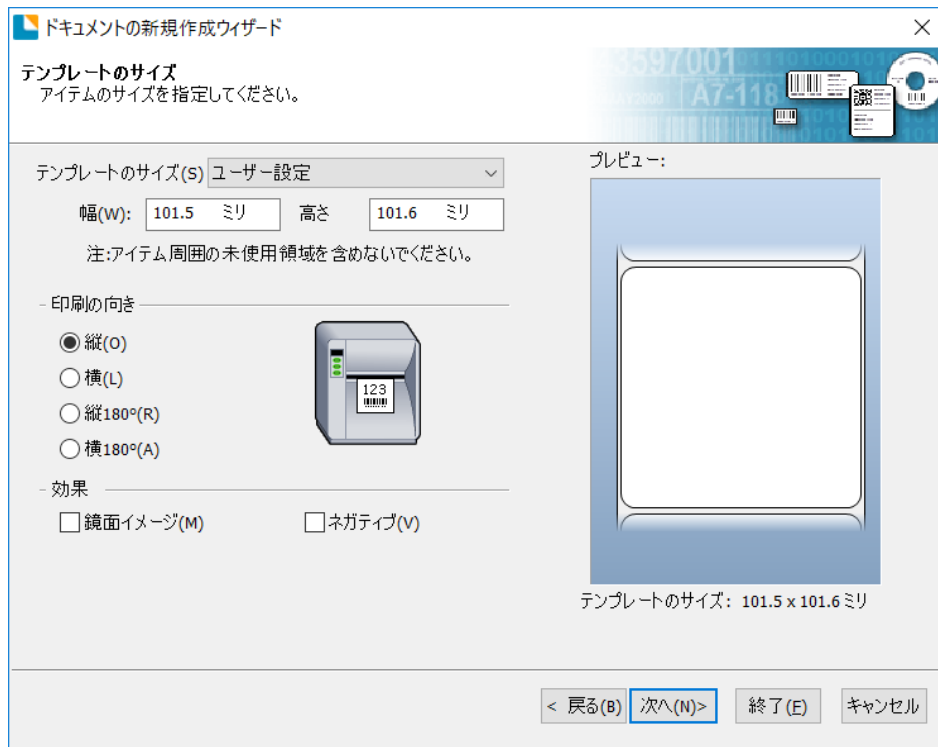 ドキュメントの新規作成ウィザード
テンプレートのサイズ
アイテムのサイズを指定してください。
3597001
A7-118
テンプレートのサイズ(S) ユーザー設定
幅(W): 101.5 ミリ 高さ 101.6 ミリ
注:アイテム周囲の未使用領域を含めないでください。
印刷の向き
縦(O)
横(L)
縦180°(R)
横180°(A)
123
効果
鏡面イメージ(M) ネガティブ(V)
プレビュー:
テンプレートのサイズ: 101.5 x 101.6 ミリ
< 戻る(B) 次へ(N)> 終了(F) キャンセル